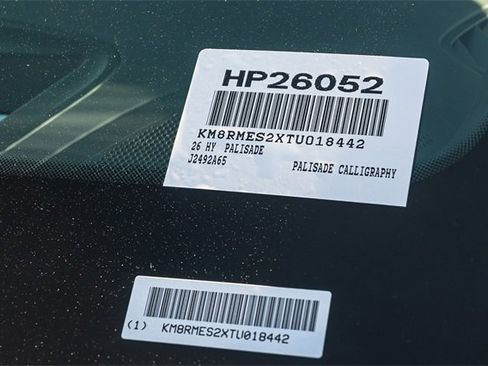 HP26052
KM8RMES2XTU018442
26 HY PALISADE
J2492A65
PALISADE CALLIGRAPHY
(1) KM8RMES2XTU018442